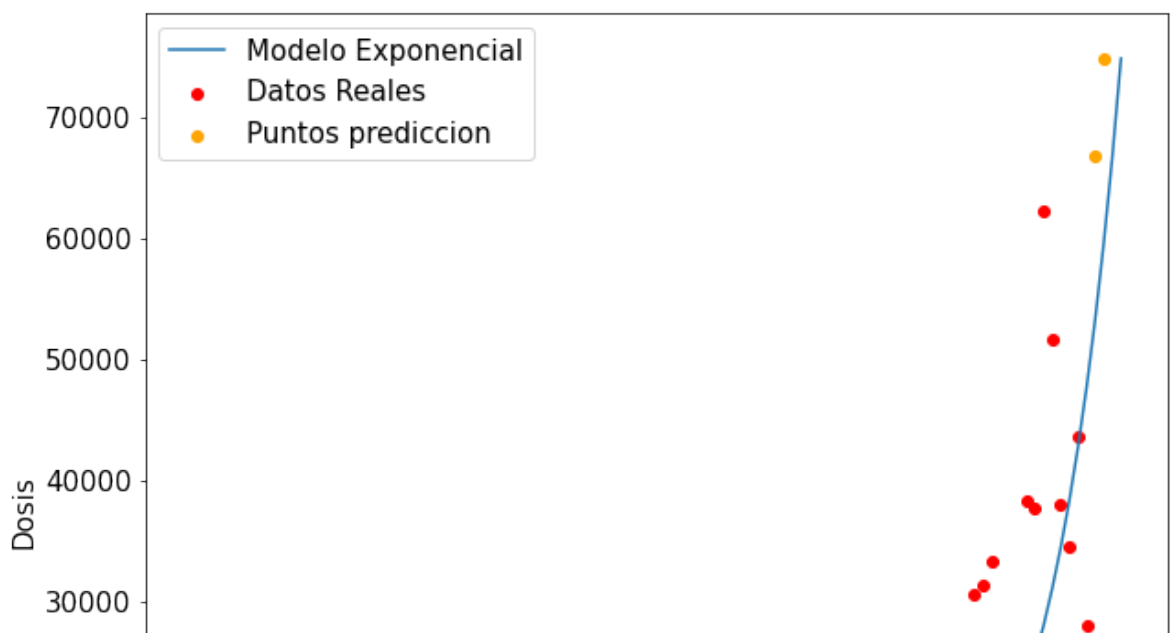 Modelo Exponencial
Datos Reales
Puntos prediccion
70000
60000
50000
40000
30000
Dosis